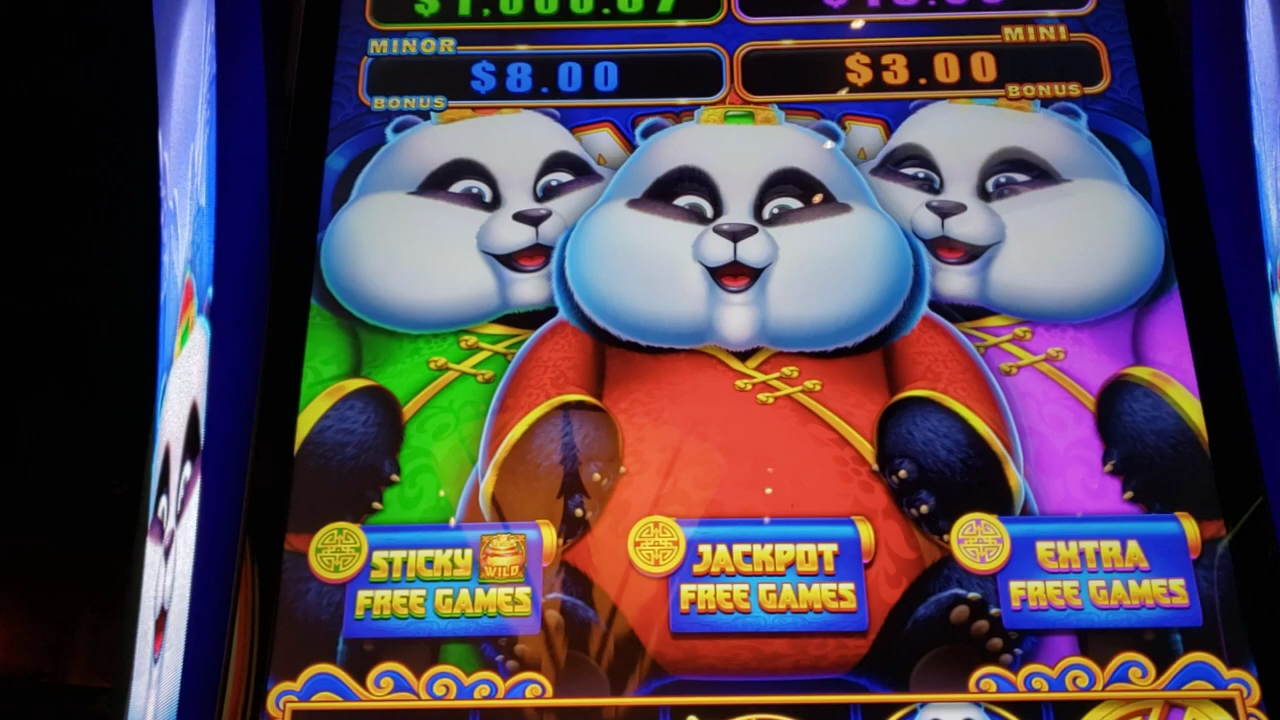 MINOR
$8.00
BONUS
MINI
$3.00
BONUS
STICKY WILD
FREE GAMES
JACKPOT
FREE GAMES
EXTRA
FREE GAMES